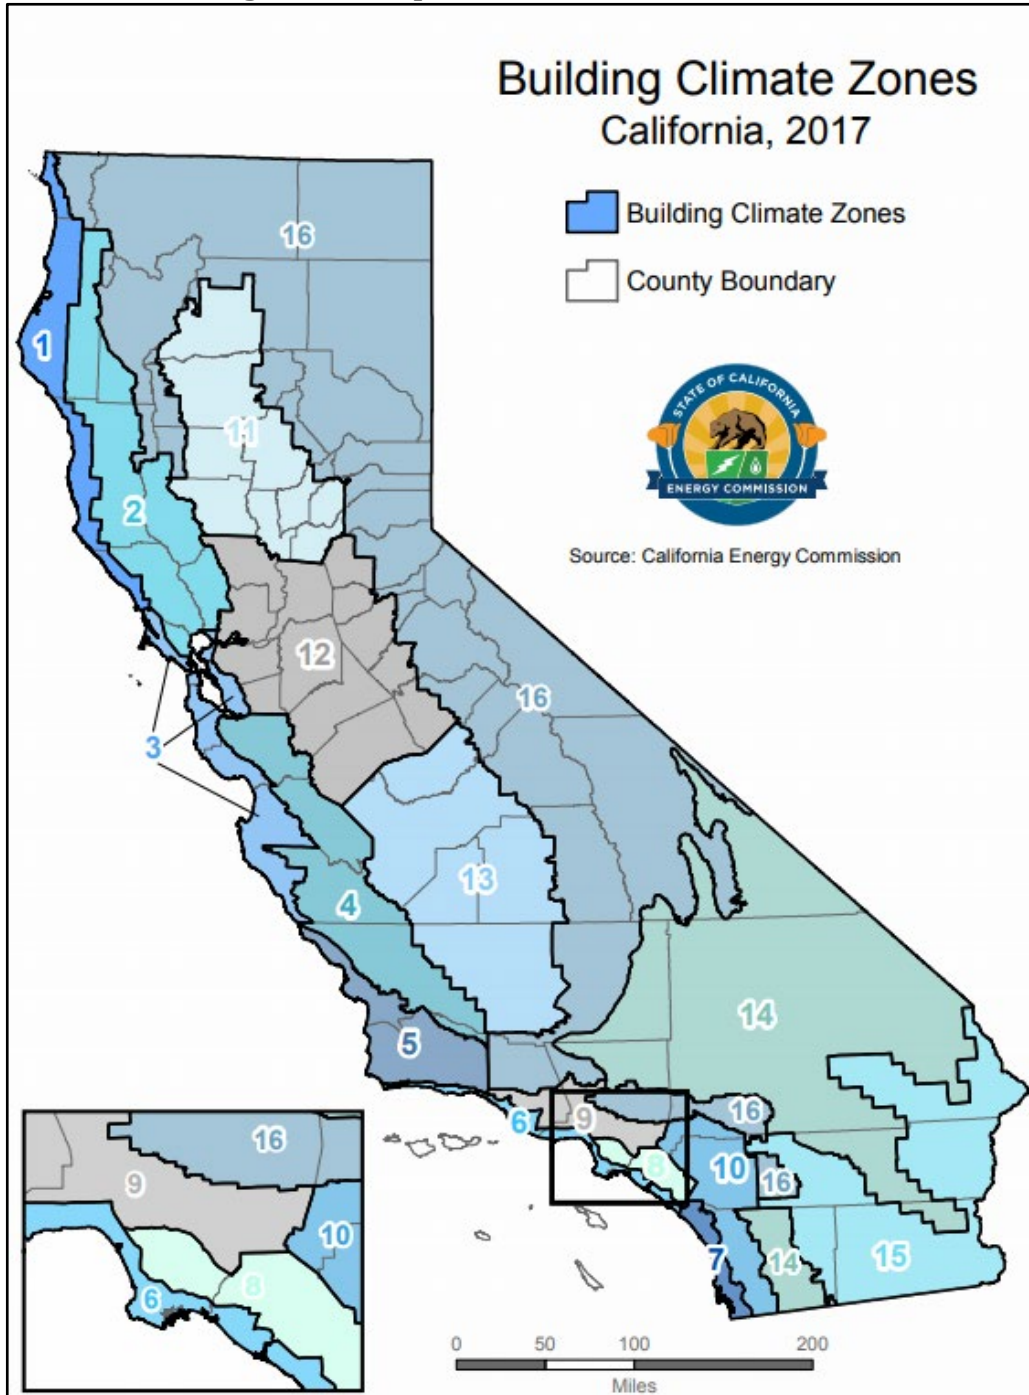 Building Climate Zones
California, 2017
Building Climate Zones
County Boundary
STATE OF CALIFORNIA
ENERGY COMMISSION
Source: California Energy Commission
16
1
11
2
12
16
3
13
4
14
5
6
9
16
8
10
16
7
14
15
16
9
10
8
6
0 50 100 200
Miles